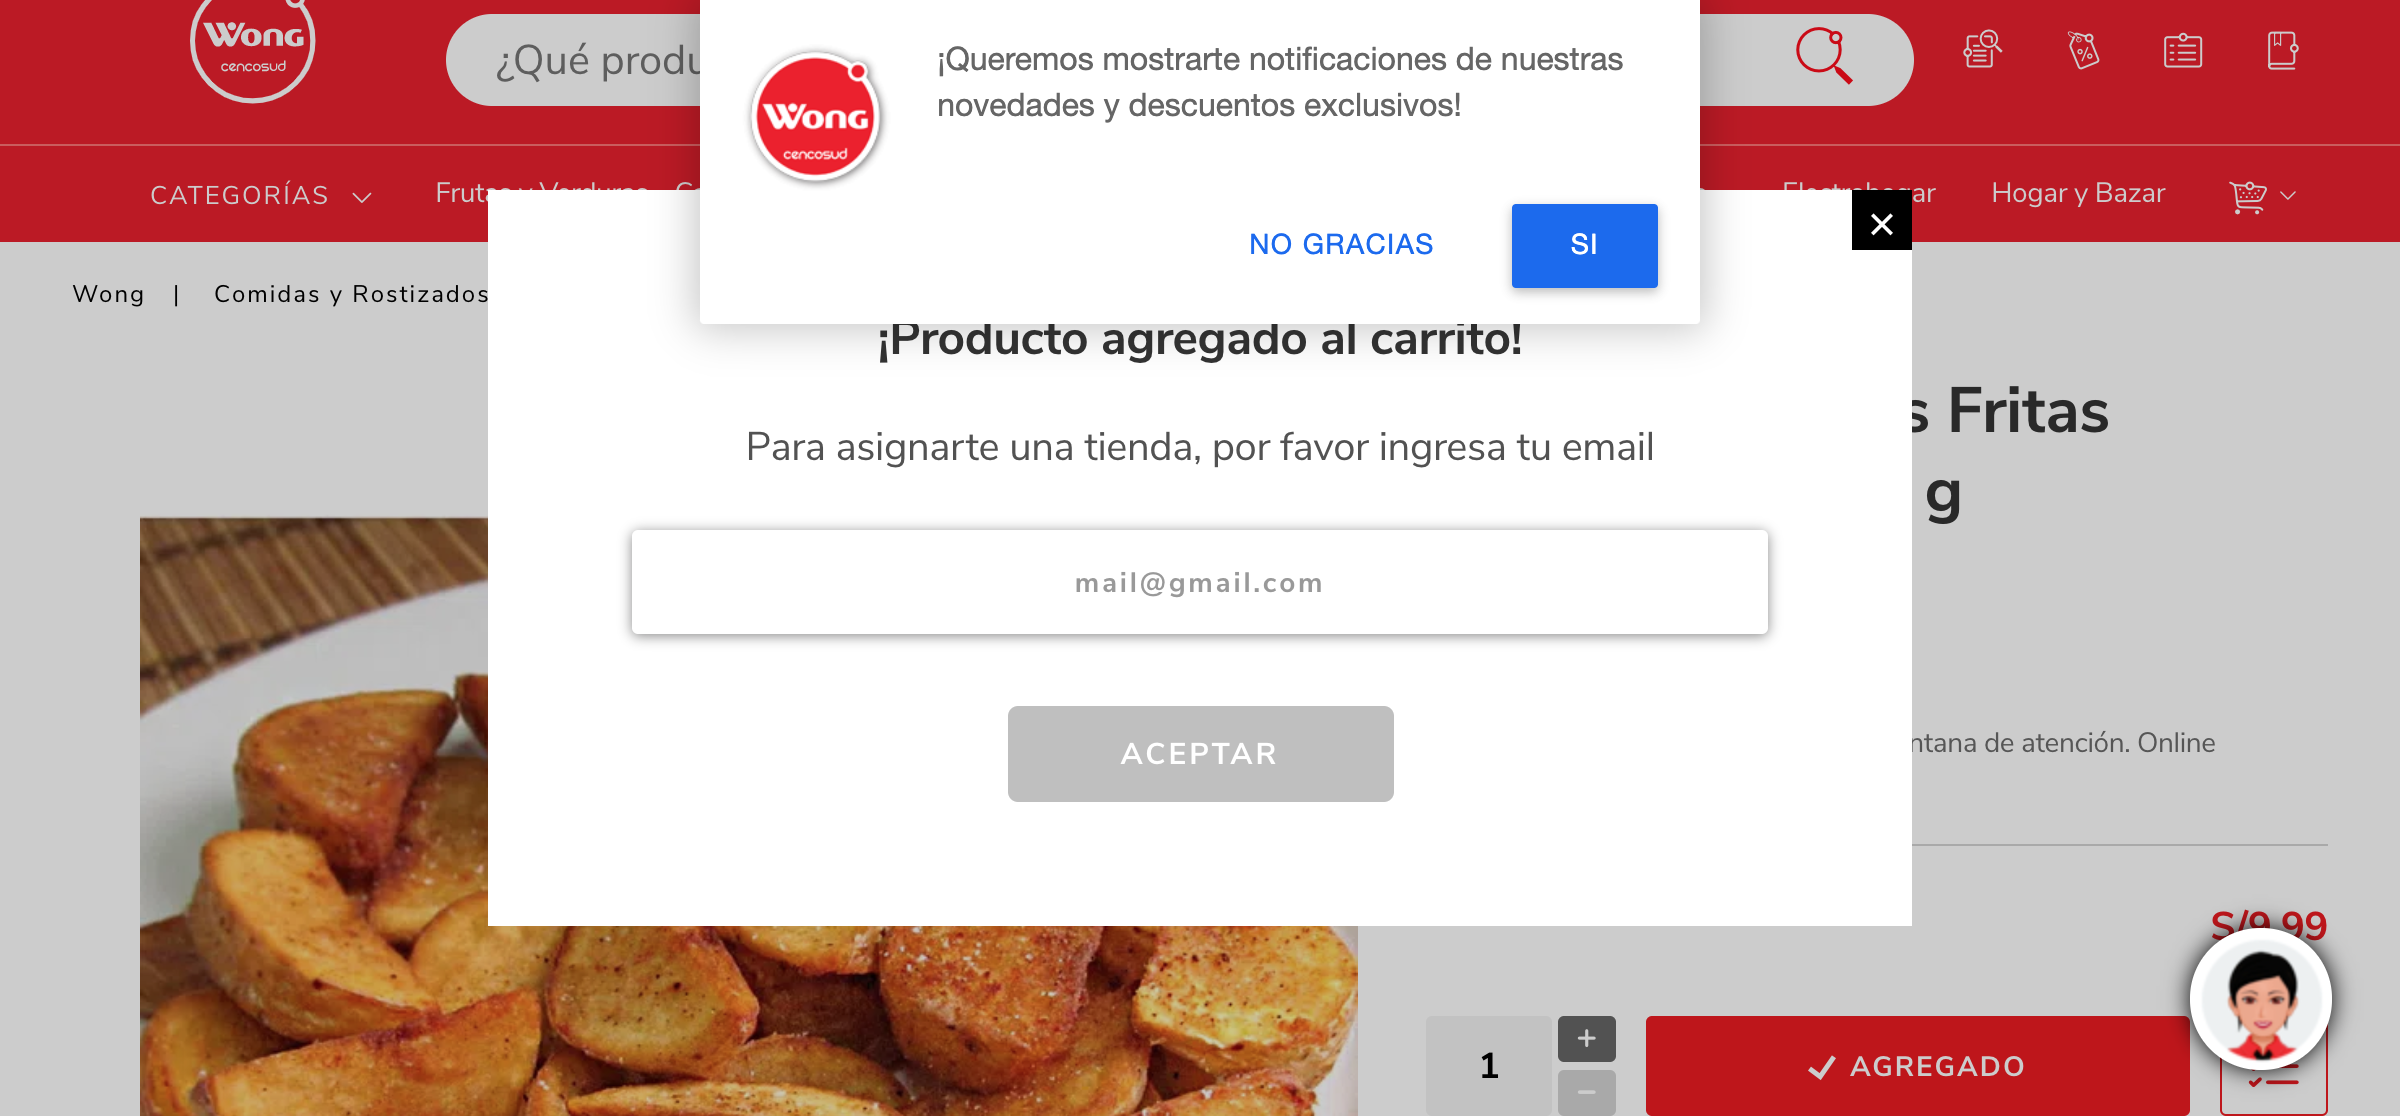 Wong
cencosud
¿Qué produ
¡Queremos mostrarte notificaciones de nuestras
novedades y descuentos exclusivos!
Wong
cencosud
NO GRACIAS
SI
CATEGORÍAS
Frutas y Verduras
Hogar y Bazar
Wong | Comidas y Rostizados
¡Producto agregado al carrito!
Para asignarte una tienda, por favor ingresa tu email
mail@gmail.com
ACEPTAR
s Fritas
g
ntana de atención. Online
S/9.99
1
+
−
AGREGADO